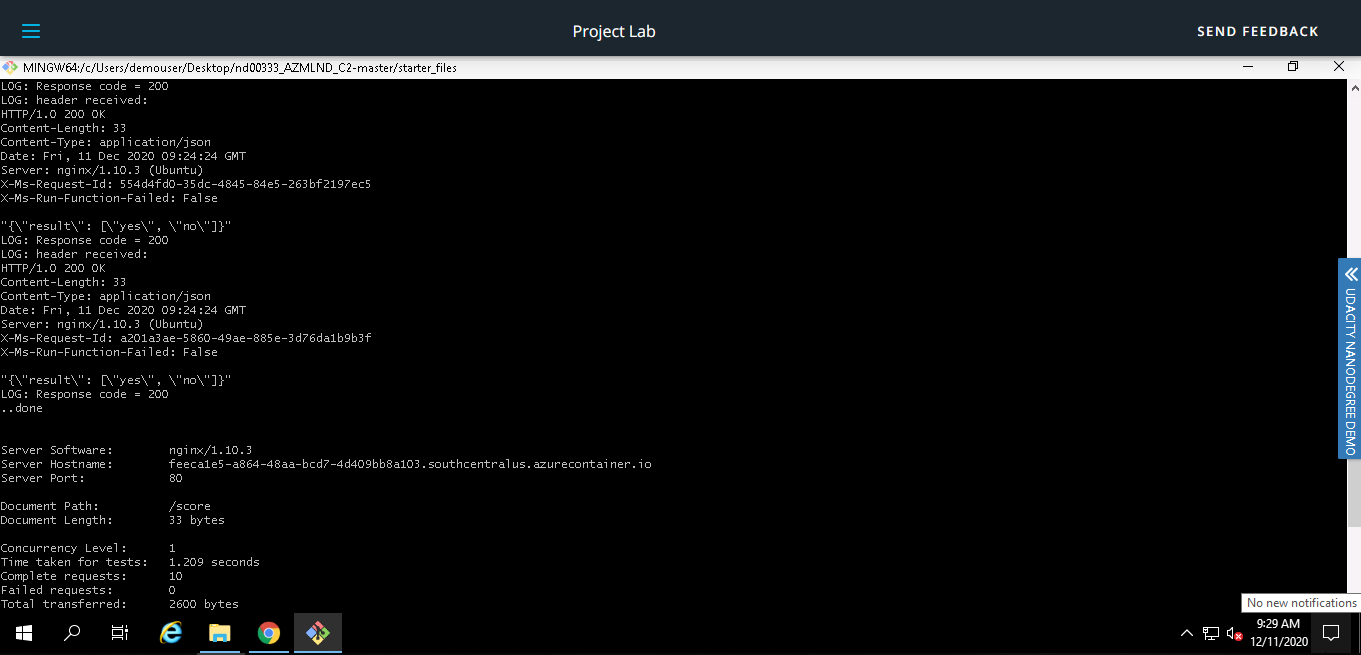 Project Lab
SEND FEEDBACK
MINGW64:/c/Users/demouser/Desktop/nd00333_AZMLND_C2-master/starter_files
LOG: Response code = 200
LOG: header received:
HTTP/1.0 200 OK
Content-Length: 33
Content-Type: application/json
Date: Fri, 11 Dec 2020 09:24:24 GMT
Server: nginx/1.10.3 (Ubuntu)
X-Ms-Request-Id: 554d4fd0-35dc-4845-84e5-263bf2197ec5
X-Ms-Run-Function-Failed: False
"{\"result\": [\"yes\", \"no\"]}"
LOG: Response code = 200
LOG: header received:
HTTP/1.0 200 OK
Content-Length: 33
Content-Type: application/json
Date: Fri, 11 Dec 2020 09:24:24 GMT
Server: nginx/1.10.3 (Ubuntu)
X-Ms-Request-Id: a201a3ae-5860-49ae-885e-3d76da1b9b3f
X-Ms-Run-Function-Failed: False
"{\"result\": [\"yes\", \"no\"]}"
LOG: Response code = 200
..done
Server Software: nginx/1.10.3
Server Hostname: feeca1e5-a864-48aa-bcd7-4d409bb8a103.southcentralus.azurecontainer.io
Server Port: 80
Document Path: /score
Document Length: 33 bytes
Concurrency Level: 1
Time taken for tests: 1.209 seconds
Complete requests: 10
Failed requests: 0
Total transferred: 2600 bytes
UDACITY NANODEGREE DEMO
No new notifications
9:29 AM
12/11/2020